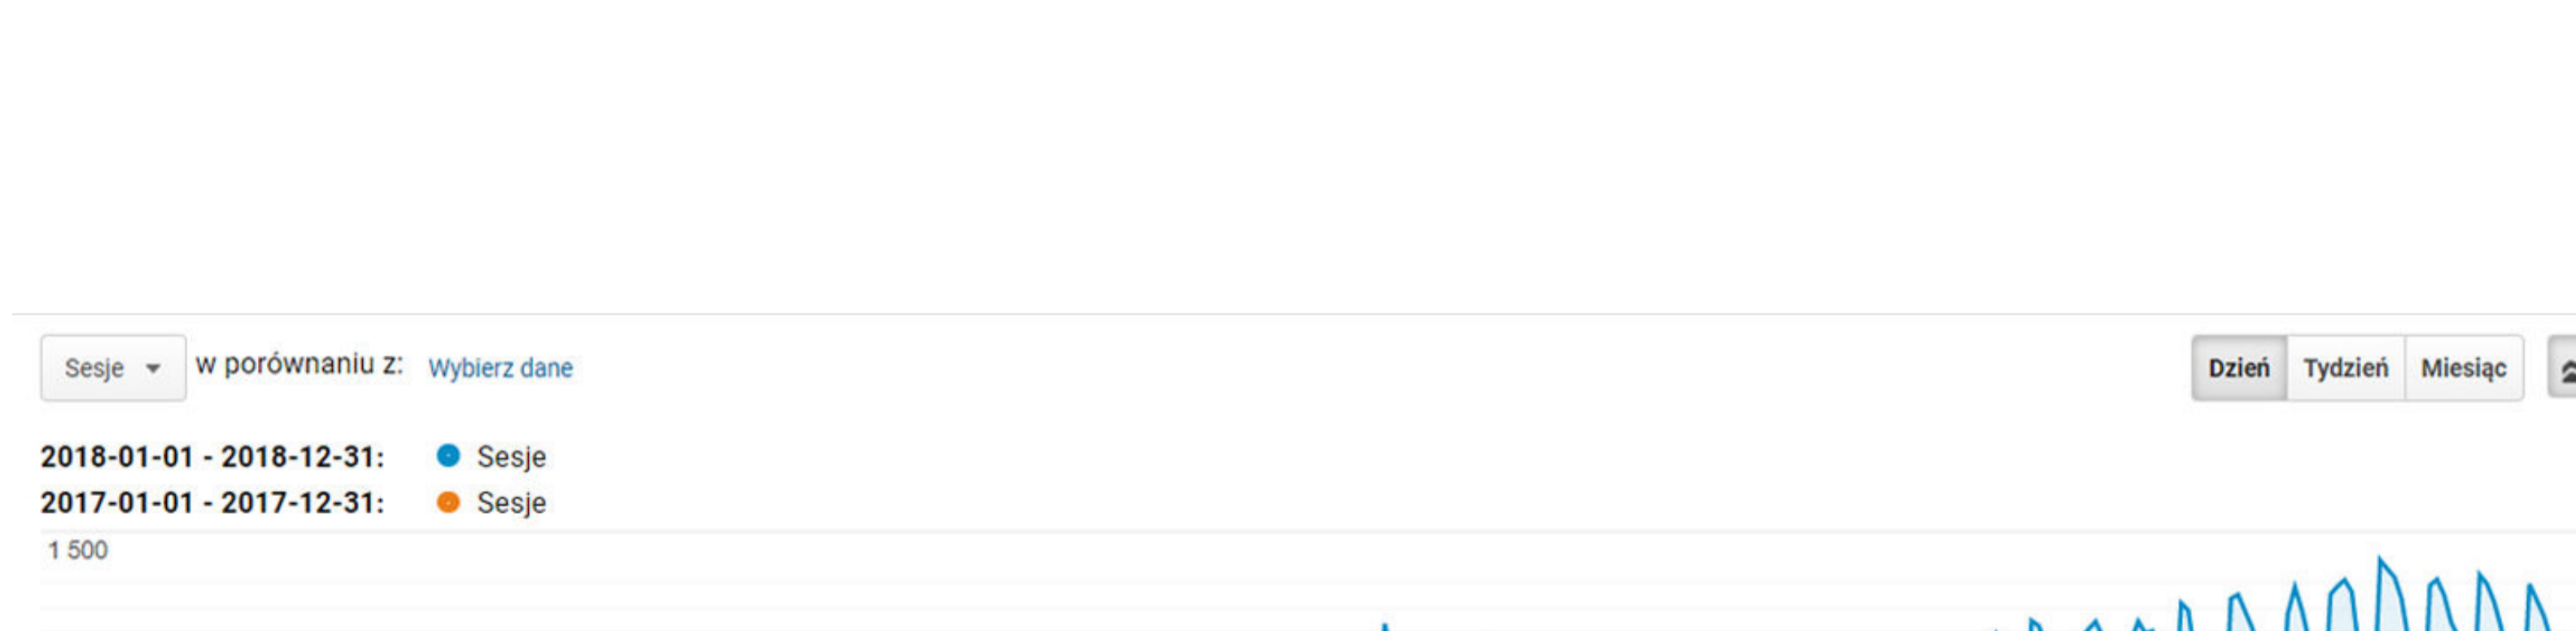 Sesje w porównaniu z: Wybierz dane Dzień Tydzień Miesiąc
2018-01-01 - 2018-12-31: Sesje
2017-01-01 - 2017-12-31: Sesje
1 500